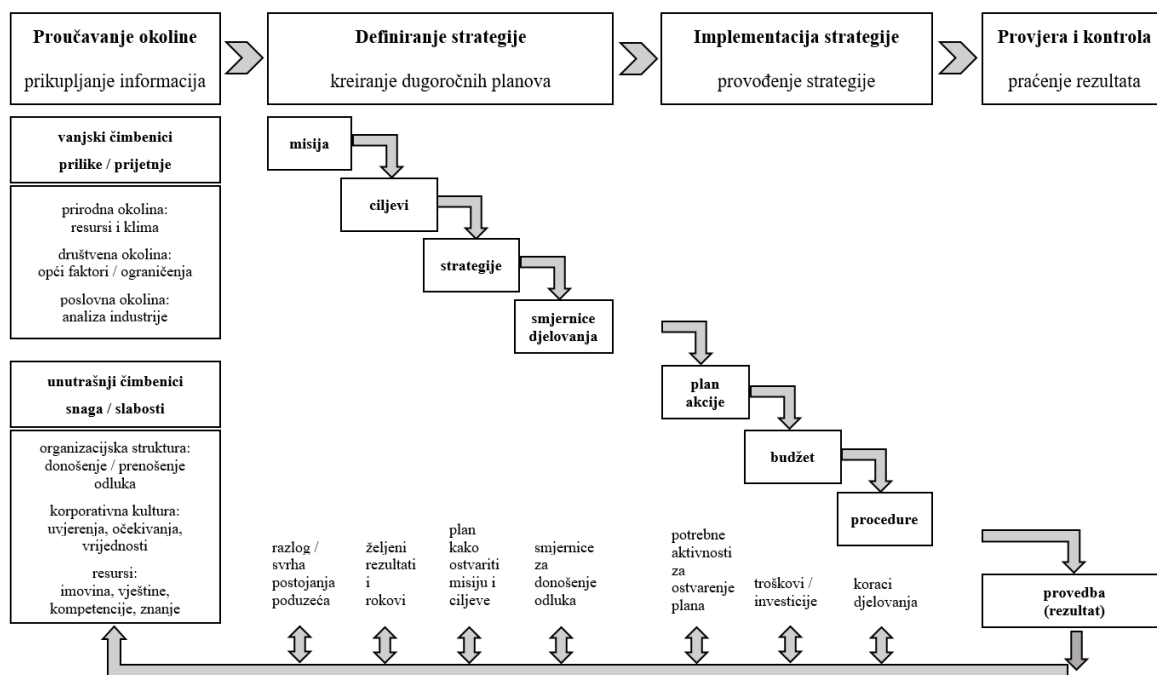 Proučavanje okoline
prikupljanje informacija
Definiranje strategije
kreiranje dugoročnih planova
Implementacija strategije
provođenje strategije
Provjera i kontrola
praćenje rezultata
vanjski čimbenici
prilike / prijetnje
prirodna okolina:
resursi i klima
društvena okolina:
opći faktori / ograničenja
poslovna okolina:
analiza industrije
unutrašnji čimbenici
snaga / slabosti
organizacijska struktura:
donošenje / prenošenje
odluka
korporativna kultura:
uvjerenja, očekivanja,
vrijednosti
resursi:
imovina, vještine,
kompetencije, znanje
misija
ciljevi
strategije
smjernice
djelovanja
plan
akcije
budžet
procedure
provedba
(rezultat)
razlog /
svrha
postojanja
poduzeća
željeni
rezultati
i
rokovi
plan
kako
ostvariti
misiju i
ciljeve
smjernice
za
donošenje
odluka
potrebne
aktivnosti
za
ostvarenje
plana
troškovi /
investicije
koraci
djelovanja